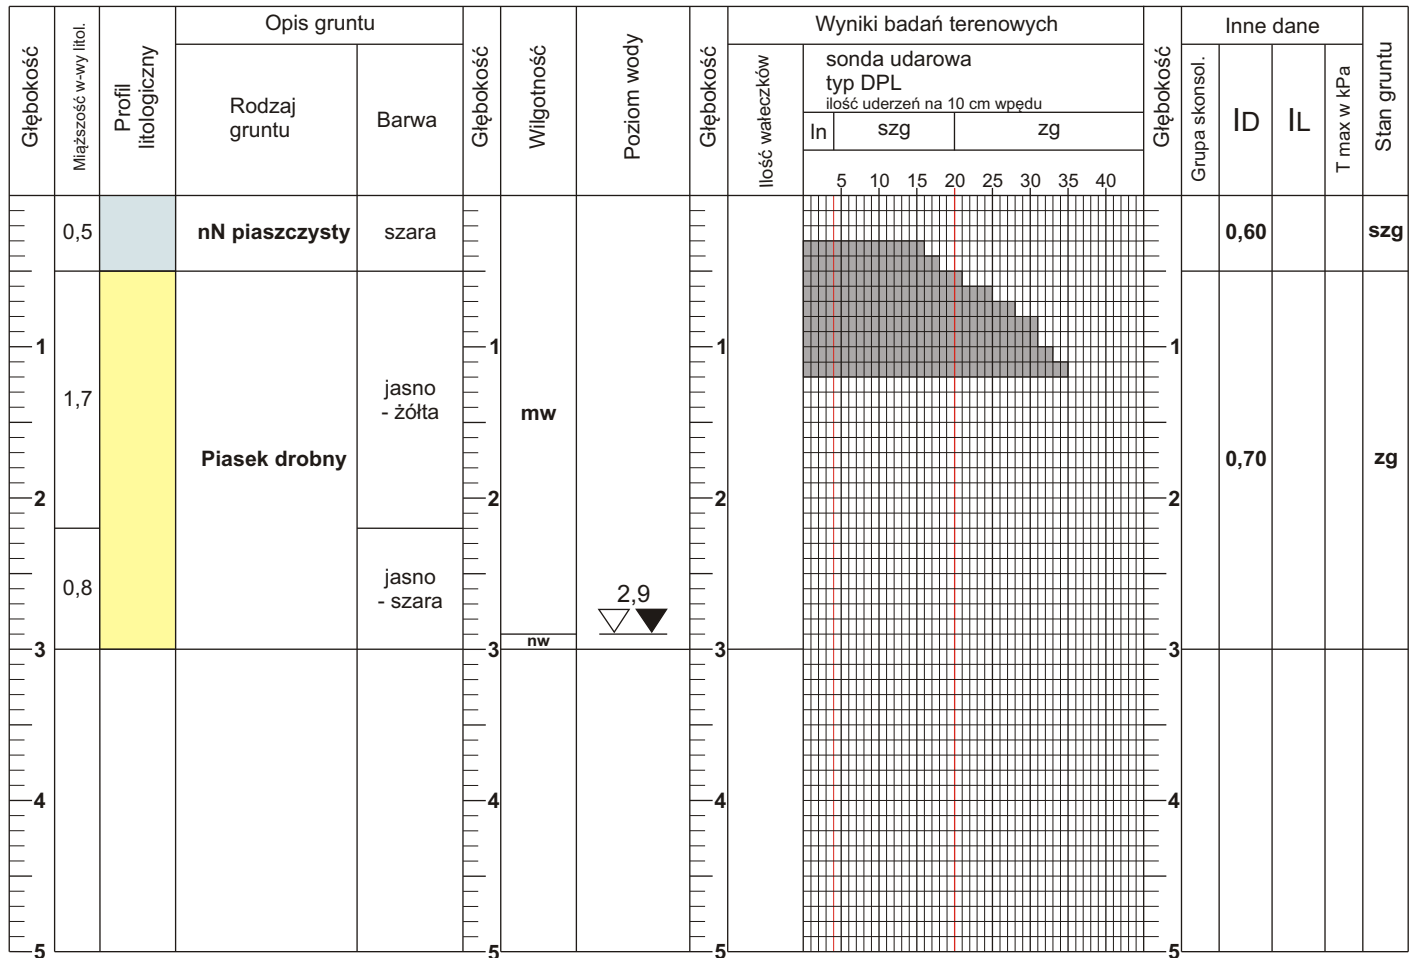 Głębokość
Miąższość w-wy litol.
Profil
litologiczny
Opis gruntu
Rodzaj
gruntu
Barwa
Głębokość
Wilgotność
Poziom wody
Głębokość
Wyniki badań terenowych
Ilość wałeczków
sonda udarowa
typ DPL
ilość uderzeń na 10 cm wpędu
ln szg zg
5 10 15 20 25 30 35 40
Głębokość
Inne dane
Grupa skonsol.
ID
IL
T max w kPa
Stan gruntu
0,5 nN piaszczysty szara 0,60 szg
1 1 1 1
1,7 jasno
- żółta
mw
Piasek drobny 0,70 zg
2 2 2 2
0,8 jasno
- szara
2,9
nw
3 3 3 3
4 4 4 4
5 5 5 5